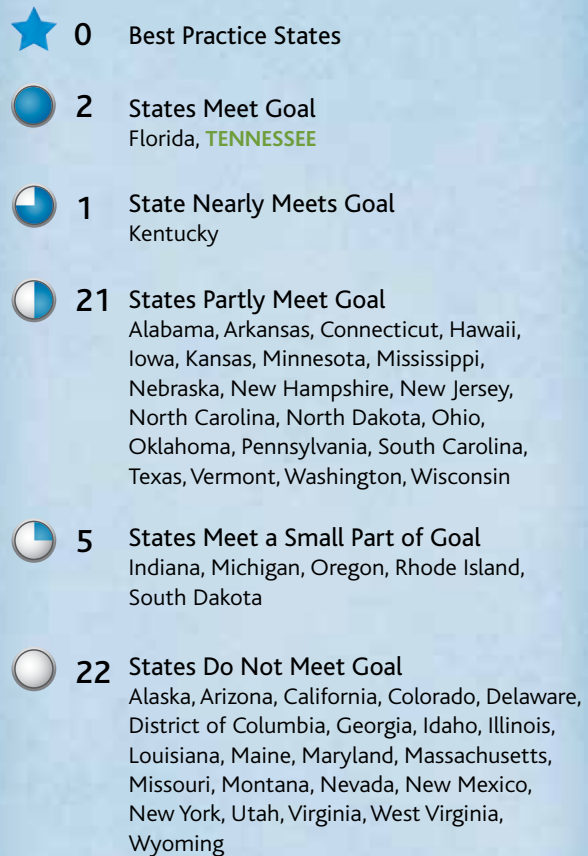 0 Best Practice States
2 States Meet Goal
Florida, TENNESSEE
1 State Nearly Meets Goal
Kentucky
21 States Partly Meet Goal
Alabama, Arkansas, Connecticut, Hawaii,
Iowa, Kansas, Minnesota, Mississippi,
Nebraska, New Hampshire, New Jersey,
North Carolina, North Dakota, Ohio,
Oklahoma, Pennsylvania, South Carolina,
Texas, Vermont, Washington, Wisconsin
5 States Meet a Small Part of Goal
Indiana, Michigan, Oregon, Rhode Island,
South Dakota
22 States Do Not Meet Goal
Alaska, Arizona, California, Colorado, Delaware,
District of Columbia, Georgia, Idaho, Illinois,
Louisiana, Maine, Maryland, Massachusetts,
Missouri, Montana, Nevada, New Mexico,
New York, Utah, Virginia, West Virginia,
Wyoming